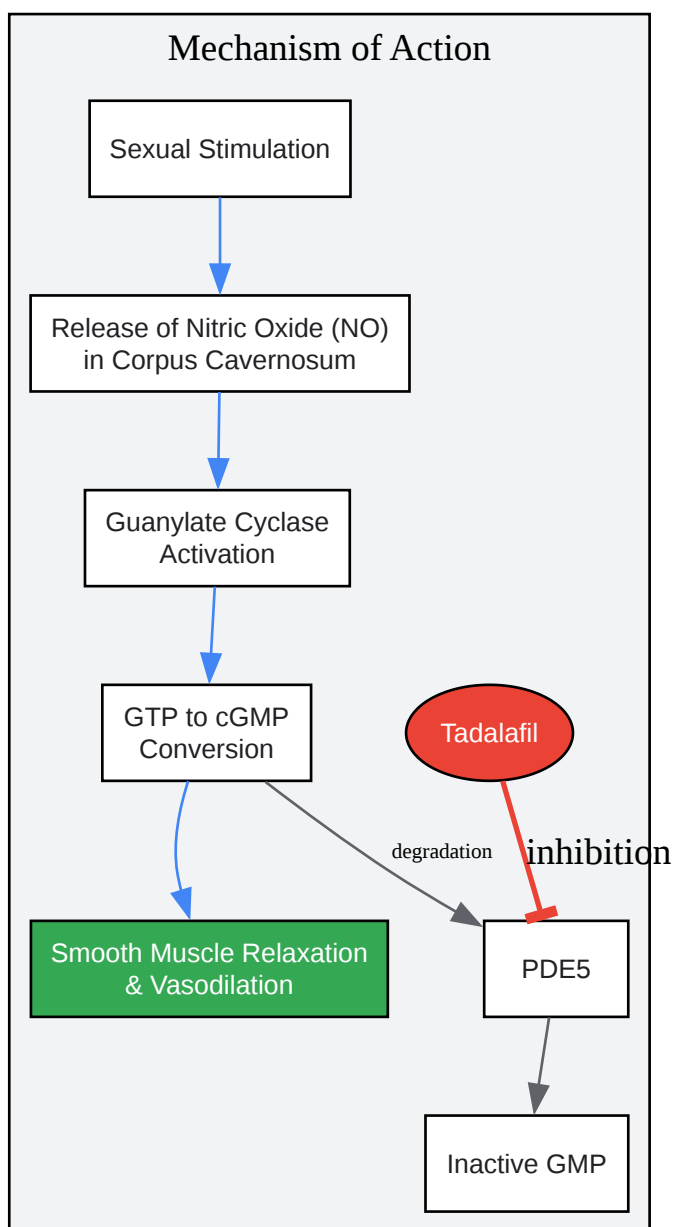 Mechanism of Action
Sexual Stimulation
Release of Nitric Oxide (NO)
in Corpus Cavernosum
Guanylate Cyclase
Activation
GTP to cGMP
Conversion
Tadalafil
degradation
inhibition
Smooth Muscle Relaxation
& Vasodilation
PDE5
Inactive GMP